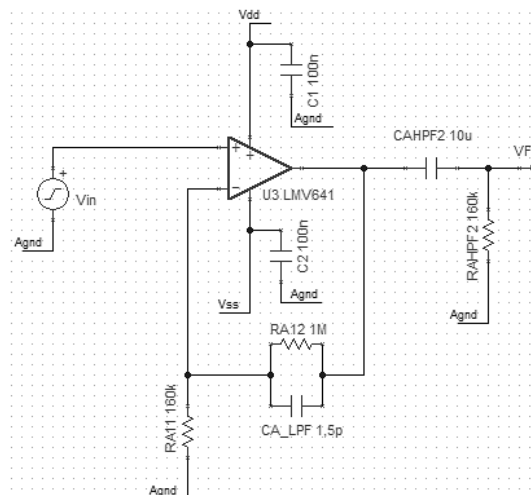 Vdd
C1 100n
Agnd
CAHPF2 10u
VF
+
+
+
−
U3 LMV641
Vin
RAHPF2 160k
Agnd
C2 100n
Agnd
Vss
Agnd
RA12 1M
RA11 160k
CA_LPF 1,5p
Agnd